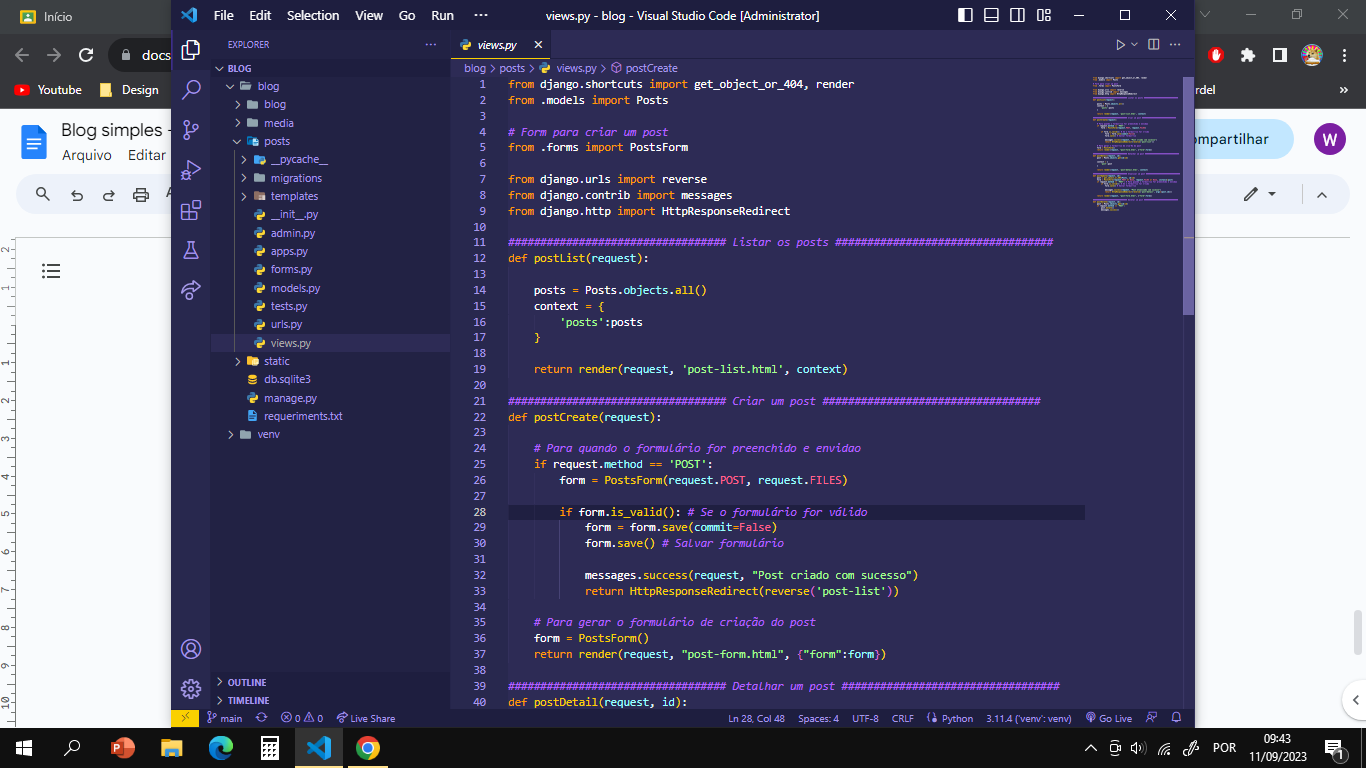 Início
docs
YouTube
Design
rdel
»
Blog simples -
Arquivo Editar
ompartilhar
W
File Edit Selection View Go Run ···
views.py - blog - Visual Studio Code [Administrator]
EXPLORER
BLOG
blog
blog
media
posts
__pycache__
migrations
templates
__init__.py
admin.py
apps.py
forms.py
models.py
tests.py
urls.py
views.py
static
db.sqlite3
manage.py
requeriments.txt
venv
OUTLINE
TIMELINE
views.py
blog > posts > views.py > postCreate
1 from django.shortcuts import get_object_or_404, render
2 from .models import Posts
3
4 # Form para criar um post
5 from .forms import PostsForm
6
7 from django.urls import reverse
8 from django.contrib import messages
9 from django.http import HttpResponseRedirect
10
11 ################################## Listar os posts ##################################
12 def postList(request):
13
14     posts = Posts.objects.all()
15     context = {
16         'posts':posts
17     }
18
19     return render(request, 'post-list.html', context)
20
21 ################################## Criar um post ##################################
22 def postCreate(request):
23
24     # Para quando o formulário for preenchido e envidao
25     if request.method == 'POST':
26         form = PostsForm(request.POST, request.FILES)
27
28         if form.is_valid(): # Se o formulário for válido
29             form = form.save(commit=False)
30             form.save() # Salvar formulário
31
32             messages.success(request, "Post criado com sucesso")
33             return HttpResponseRedirect(reverse('post-list'))
34
35     # Para gerar o formulário de criação do post
36     form = PostsForm()
37     return render(request, "post-form.html", {"form":form})
38
39 ################################## Detalhar um post ##################################
40 def postDetail(request, id):
main 0 0 Live Share
Ln 28, Col 48 Spaces: 4 UTF-8 CRLF Python 3.11.4 ('venv': venv) Go Live
2
1
1
2
3
4
5
6
7
8
9
10
POR
09:43
11/09/2023
1